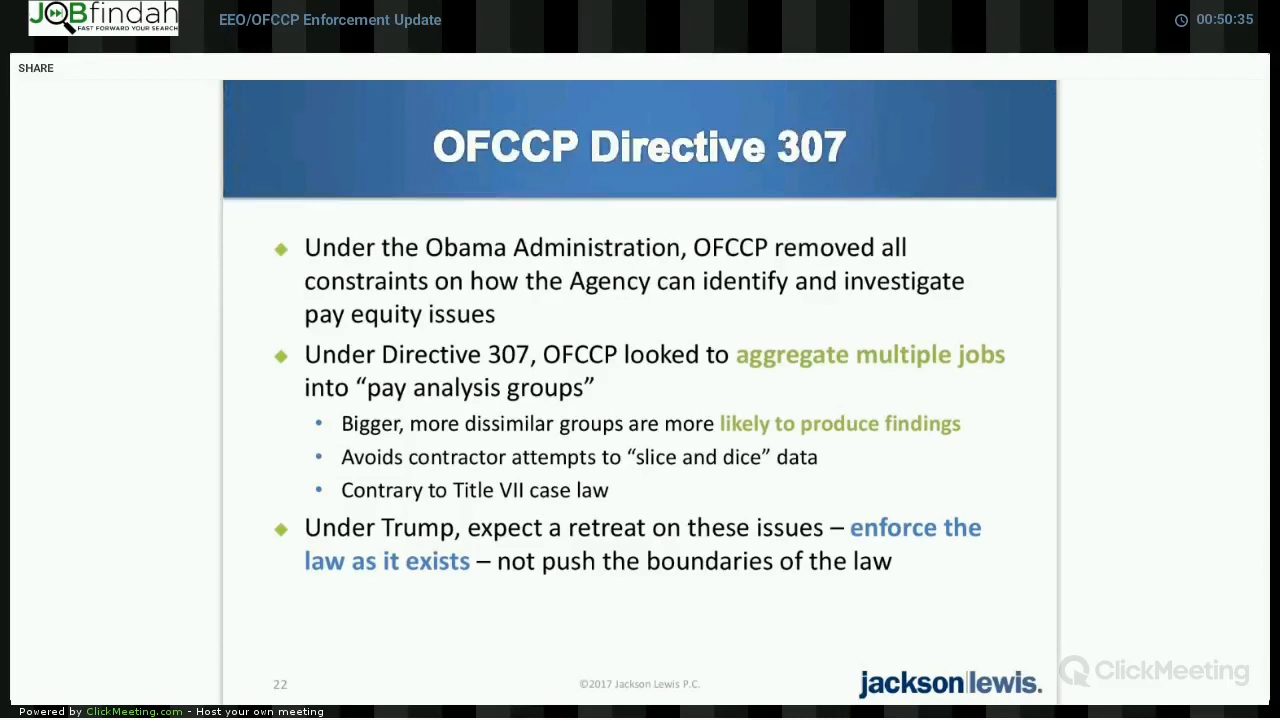 JOBfindah
FAST FORWARD YOUR SEARCH
EEO/OFCCP Enforcement Update
00:50:35
SHARE
OFCCP Directive 307
Under the Obama Administration, OFCCP removed all
constraints on how the Agency can identify and investigate
pay equity issues
Under Directive 307, OFCCP looked to aggregate multiple jobs
into “pay analysis groups”
Bigger, more dissimilar groups are more likely to produce findings
Avoids contractor attempts to “slice and dice” data
Contrary to Title VII case law
Under Trump, expect a retreat on these issues – enforce the
law as it exists – not push the boundaries of the law
22
©2017 Jackson Lewis P.C.
jackson|lewis.
ClickMeeting
Powered by ClickMeeting.com - Host your own meeting